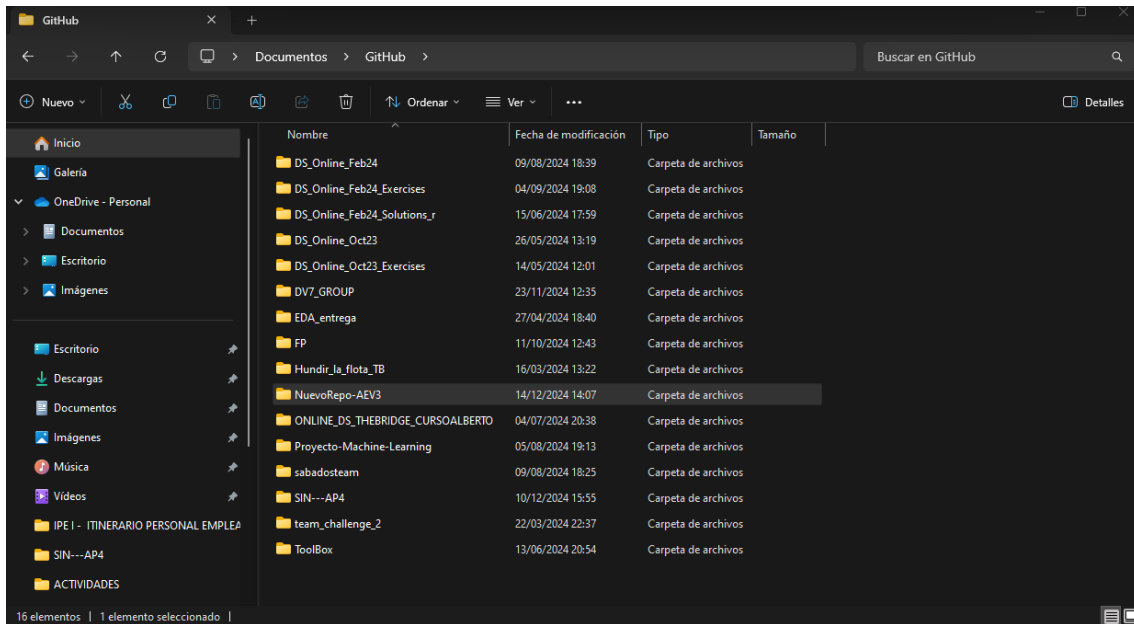 GitHub
Documentos > GitHub >
Buscar en GitHub
Nuevo
Ordenar
Ver
Detalles
Inicio
Galería
OneDrive - Personal
Documentos
Escritorio
Imágenes
Escritorio
Descargas
Documentos
Imágenes
Música
Vídeos
IPE I - ITINERARIO PERSONAL EMPLEA
SIN---AP4
ACTIVIDADES
Nombre Fecha de modificación Tipo Tamaño
DS_Online_Feb24 09/08/2024 18:39 Carpeta de archivos
DS_Online_Feb24_Exercises 04/09/2024 19:08 Carpeta de archivos
DS_Online_Feb24_Solutions_r 15/06/2024 17:59 Carpeta de archivos
DS_Online_Oct23 26/05/2024 13:19 Carpeta de archivos
DS_Online_Oct23_Exercises 14/05/2024 12:01 Carpeta de archivos
DV7_GROUP 23/11/2024 12:35 Carpeta de archivos
EDA_entrega 27/04/2024 18:40 Carpeta de archivos
FP 11/10/2024 12:43 Carpeta de archivos
Hundir_la_flota_TB 16/03/2024 13:22 Carpeta de archivos
NuevoRepo-AEV3 14/12/2024 14:07 Carpeta de archivos
ONLINE_DS_THEBRIDGE_CURSOALBERTO 04/07/2024 20:38 Carpeta de archivos
Proyecto-Machine-Learning 05/08/2024 19:13 Carpeta de archivos
sabadosteam 09/08/2024 18:25 Carpeta de archivos
SIN---AP4 10/12/2024 15:55 Carpeta de archivos
team_challenge_2 22/03/2024 22:37 Carpeta de archivos
ToolBox 13/06/2024 20:54 Carpeta de archivos
16 elementos | 1 elemento seleccionado |